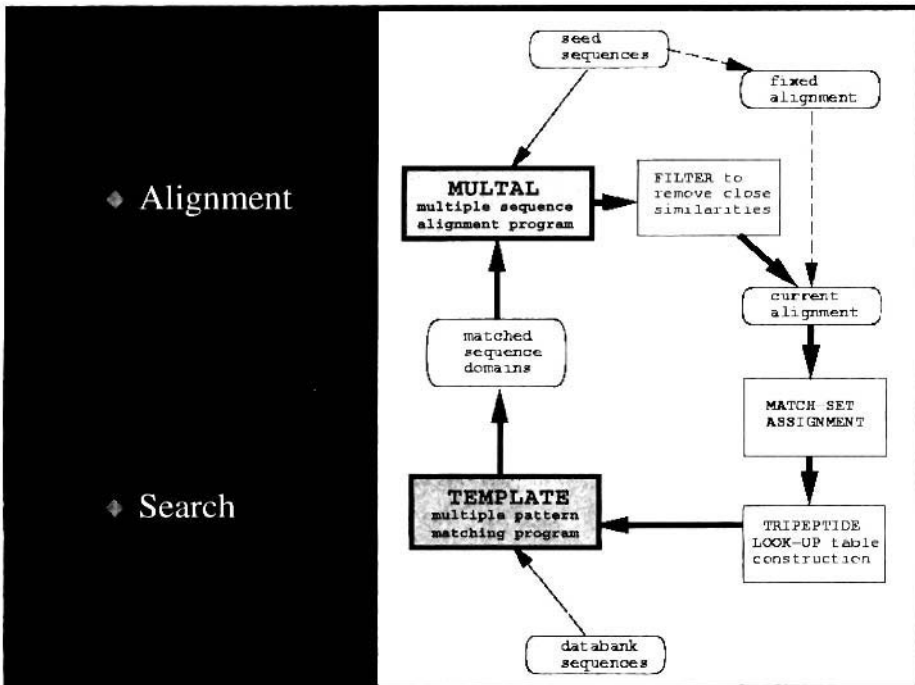 Alignment
Search
seed
sequences
fixed
alignment
MULTAL
multiple sequence
alignment program
FILTER to
remove close
similarities
current
alignment
matched
sequence
domains
MATCH-SET
ASSIGNMENT
TEMPLATE
multiple pattern
matching program
TRIPEPTIDE
LOOK-UP table
construction
databank
sequences